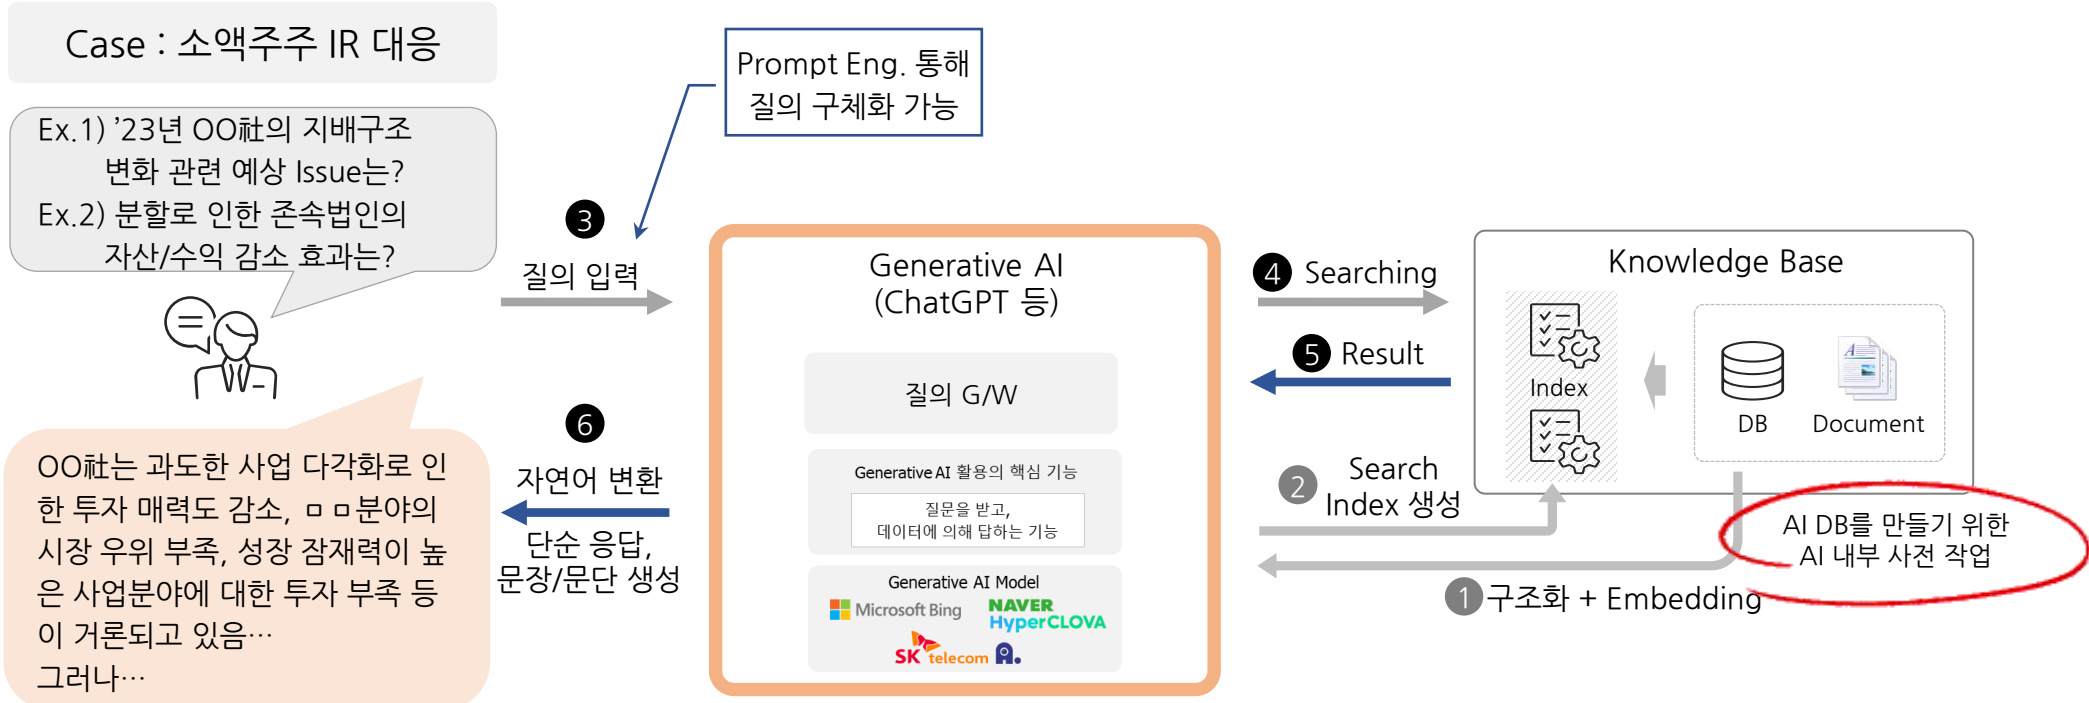 Case : 소액주주 IR 대응
Prompt Eng. 통해
질의 구체화 가능
Ex.1) ’23년 OO社의 지배구조
변화 관련 예상 Issue는?
Ex.2) 분할로 인한 존속법인의
자산/수익 감소 효과는?
3
질의 입력
6
자연어 변환
단순 응답,
문장/문단 생성
OO社는 과도한 사업 다각화로 인
한 투자 매력도 감소, ㅁㅁ분야의
시장 우위 부족, 성장 잠재력이 높
은 사업분야에 대한 투자 부족 등
이 거론되고 있음…
그러나…
Generative AI
(ChatGPT 등)
질의 G/W
Generative AI 활용의 핵심 기능
질문을 받고,
데이터에 의해 답하는 기능
Generative AI Model
Microsoft Bing
NAVER
HyperCLOVA
SK telecom
A.
4 Searching
5 Result
2
Search
Index 생성
1 구조화 + Embedding
Knowledge Base
Index
DB
Document
AI DB를 만들기 위한
AI 내부 사전 작업